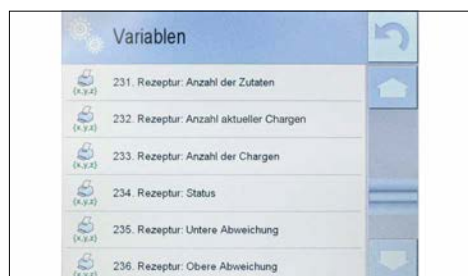 Variablen
{x.y.z} 231. Rezeptur: Anzahl der Zutaten
{x.y.z} 232. Rezeptur: Anzahl aktueller Chargen
{x.y.z} 233. Rezeptur: Anzahl der Chargen
{x.y.z} 234. Rezeptur: Status
{x.y.z} 235. Rezeptur: Untere Abweichung
{x.y.z} 236. Rezeptur: Obere Abweichung